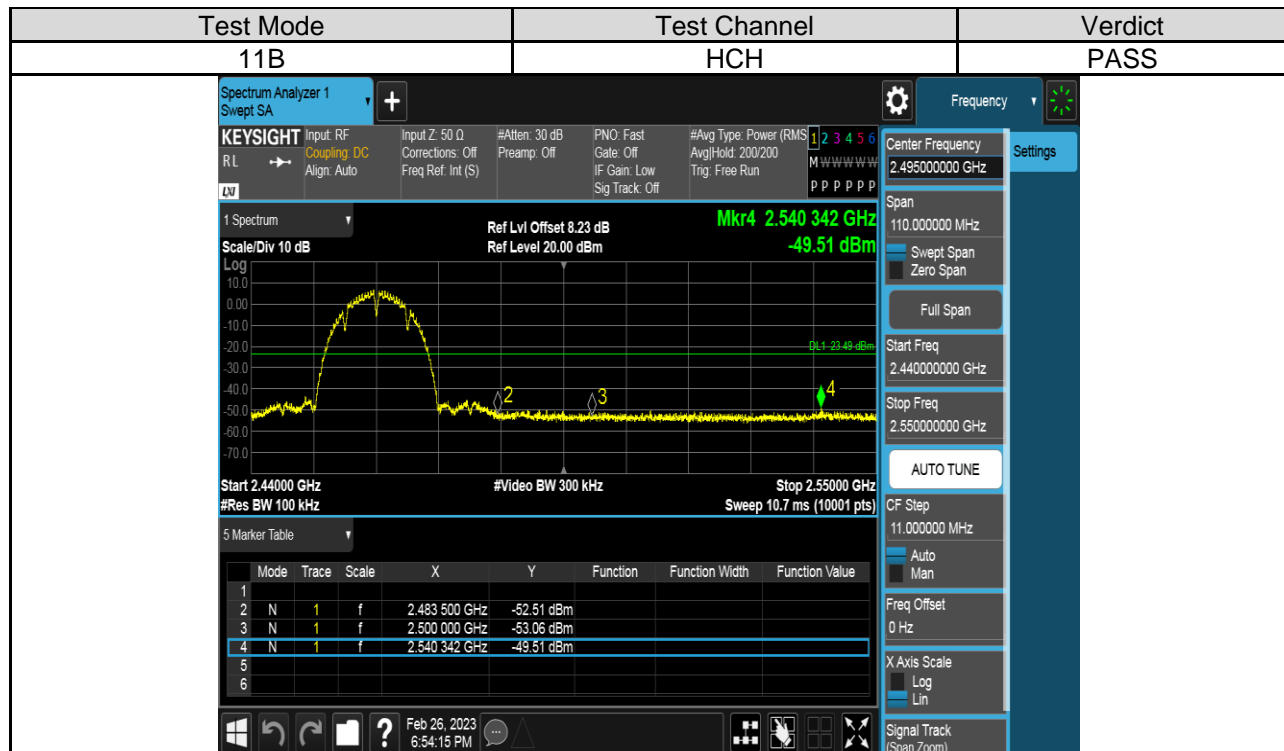 Test Mode Test Channel Verdict
11B HCH PASS
Spectrum Analyzer 1
Swept SA
+
Frequency
KEYSIGHT
RL
LXI
Input: RF
Coupling: DC
Align: Auto
Input Z: 50 Ω
Corrections: Off
Freq Ref: Int (S)
#Atten: 30 dB
Preamp: Off
PNO: Fast
Gate: Off
IF Gain: Low
Sig Track: Off
#Avg Type: Power (RMS
Avg|Hold: 200/200
Trig: Free Run
1 2 3 4 5 6
M W W W W W
P P P P P P
1 Spectrum
Scale/Div 10 dB
Ref Lvl Offset 8.23 dB
Ref Level 20.00 dBm
Mkr4 2.540 342 GHz
-49.51 dBm
Log
10.0
0.00
-10.0
-20.0
-30.0
-40.0
-50.0
-60.0
-70.0
DL1 23.49 dBm
2
3
4
Start 2.44000 GHz #Video BW 300 kHz Stop 2.55000 GHz
#Res BW 100 kHz Sweep 10.7 ms (10001 pts)
5 Marker Table
Mode Trace Scale X Y Function Function Width Function Value
1
2 N 1 f 2.483 500 GHz -52.51 dBm
3 N 1 f 2.500 000 GHz -53.06 dBm
4 N 1 f 2.540 342 GHz -49.51 dBm
5
6
?
Feb 26, 2023
6:54:15 PM
Center Frequency
2.495000000 GHz
Settings
Span
110.000000 MHz
Swept Span
Zero Span
Full Span
Start Freq
2.440000000 GHz
Stop Freq
2.550000000 GHz
AUTO TUNE
CF Step
11.000000 MHz
Auto
Man
Freq Offset
0 Hz
X Axis Scale
Log
Lin
Signal Track
(Span Zoom)